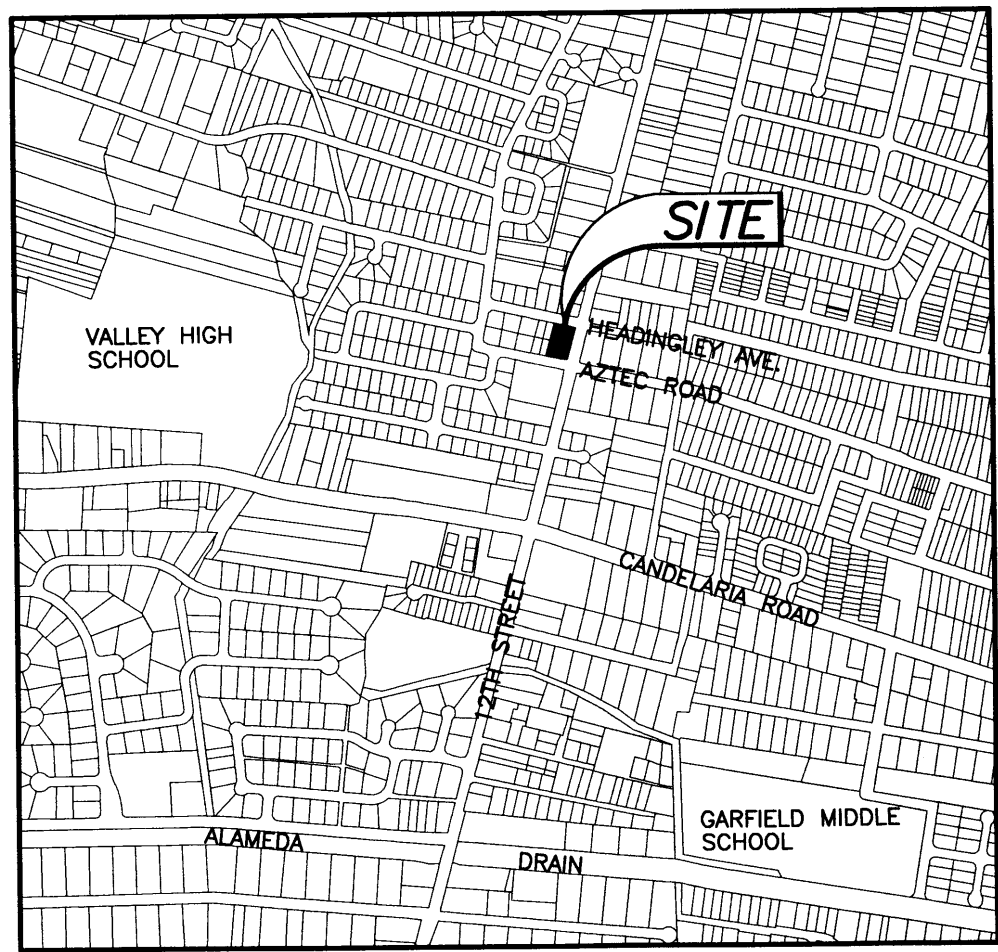 SITE
VALLEY HIGH
SCHOOL
HEADINGLEY AVE.
AZTEC ROAD
CANDELARIA ROAD
12TH STREET
GARFIELD MIDDLE
SCHOOL
ALAMEDA
DRAIN